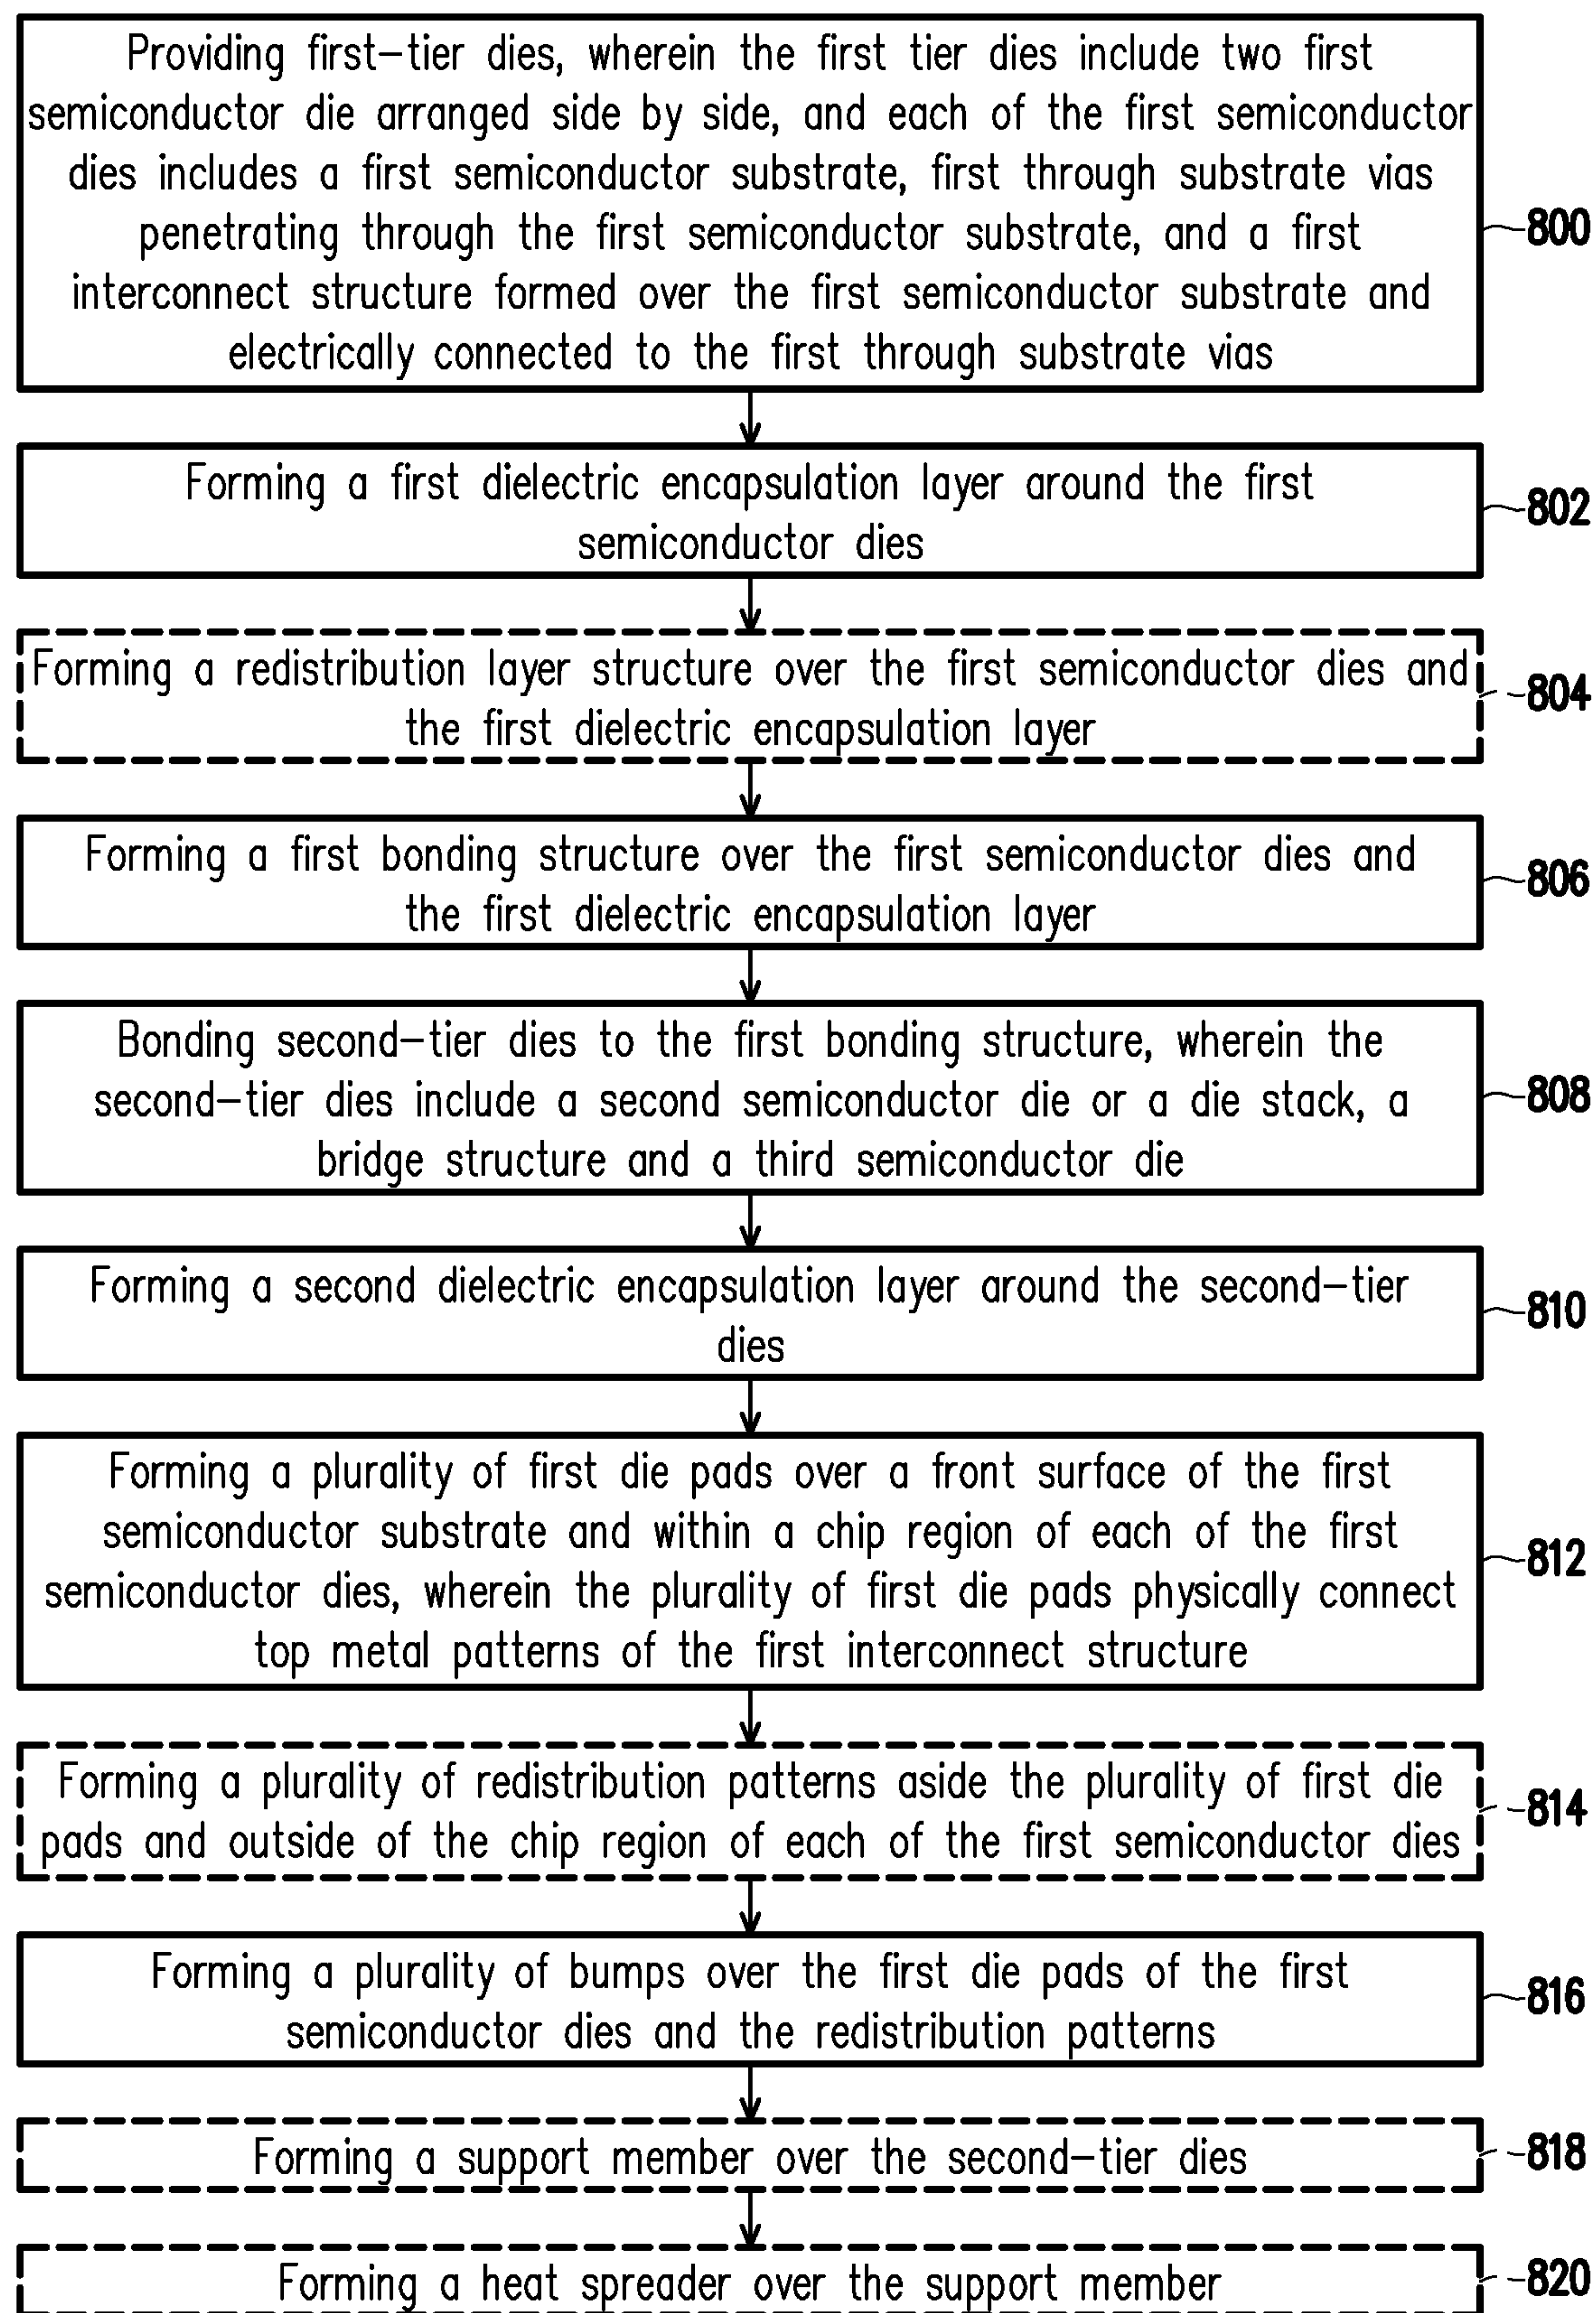 Providing first-tier dies, wherein the first tier dies include two first
semiconductor die arranged side by side, and each of the first semiconductor
dies includes a first semiconductor substrate, first through substrate vias
penetrating through the first semiconductor substrate, and a first
interconnect structure formed over the first semiconductor substrate and
electrically connected to the first through substrate vias
800
Forming a first dielectric encapsulation layer around the first
semiconductor dies
802
Forming a redistribution layer structure over the first semiconductor dies and
the first dielectric encapsulation layer
804
Forming a first bonding structure over the first semiconductor dies and
the first dielectric encapsulation layer
806
Bonding second-tier dies to the first bonding structure, wherein the
second-tier dies include a second semiconductor die or a die stack, a
bridge structure and a third semiconductor die
808
Forming a second dielectric encapsulation layer around the second-tier
dies
810
Forming a plurality of first die pads over a front surface of the first
semiconductor substrate and within a chip region of each of the first
semiconductor dies, wherein the plurality of first die pads physically connect
top metal patterns of the first interconnect structure
812
Forming a plurality of redistribution patterns aside the plurality of first die
pads and outside of the chip region of each of the first semiconductor dies
814
Forming a plurality of bumps over the first die pads of the first
semiconductor dies and the redistribution patterns
816
Forming a support member over the second-tier dies
818
Forming a heat spreader over the support member
820